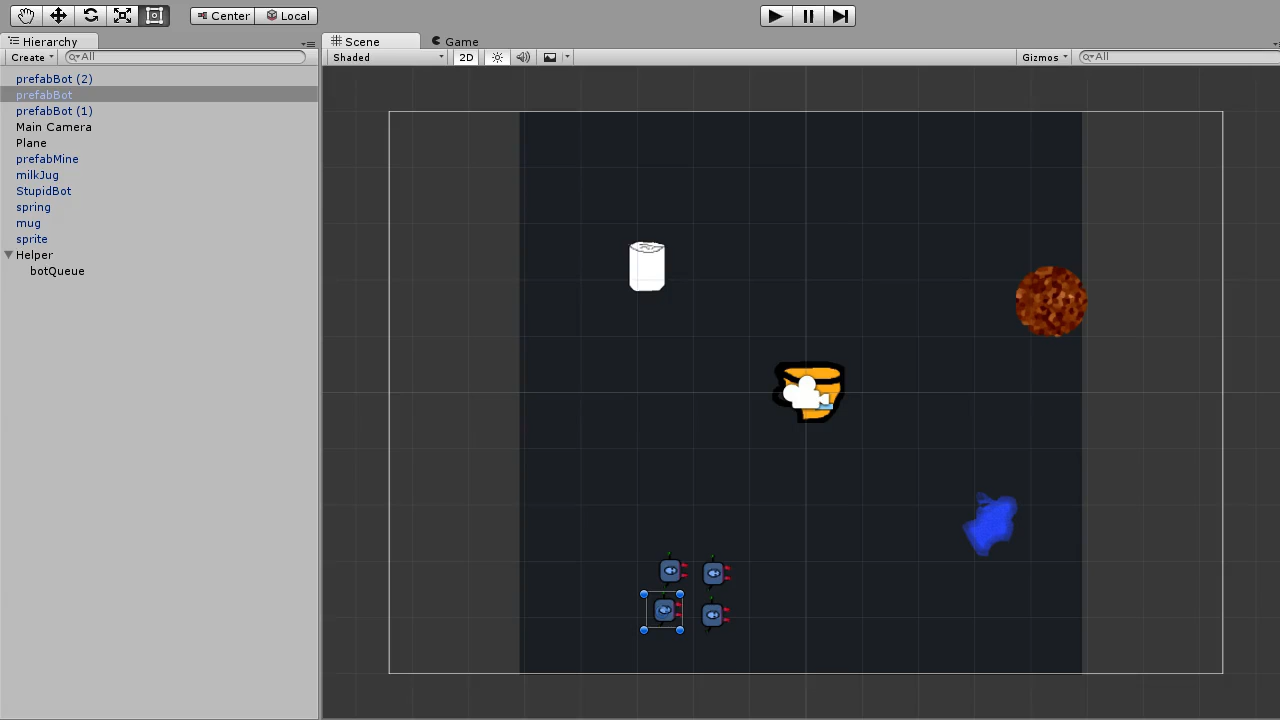 Center Local
Hierarchy
Create All
prefabBot (2)
prefabBot
prefabBot (1)
Main Camera
Plane
prefabMine
milkJug
StupidBot
spring
mug
sprite
Helper
botQueue
Scene Game
Shaded 2D Gizmos All